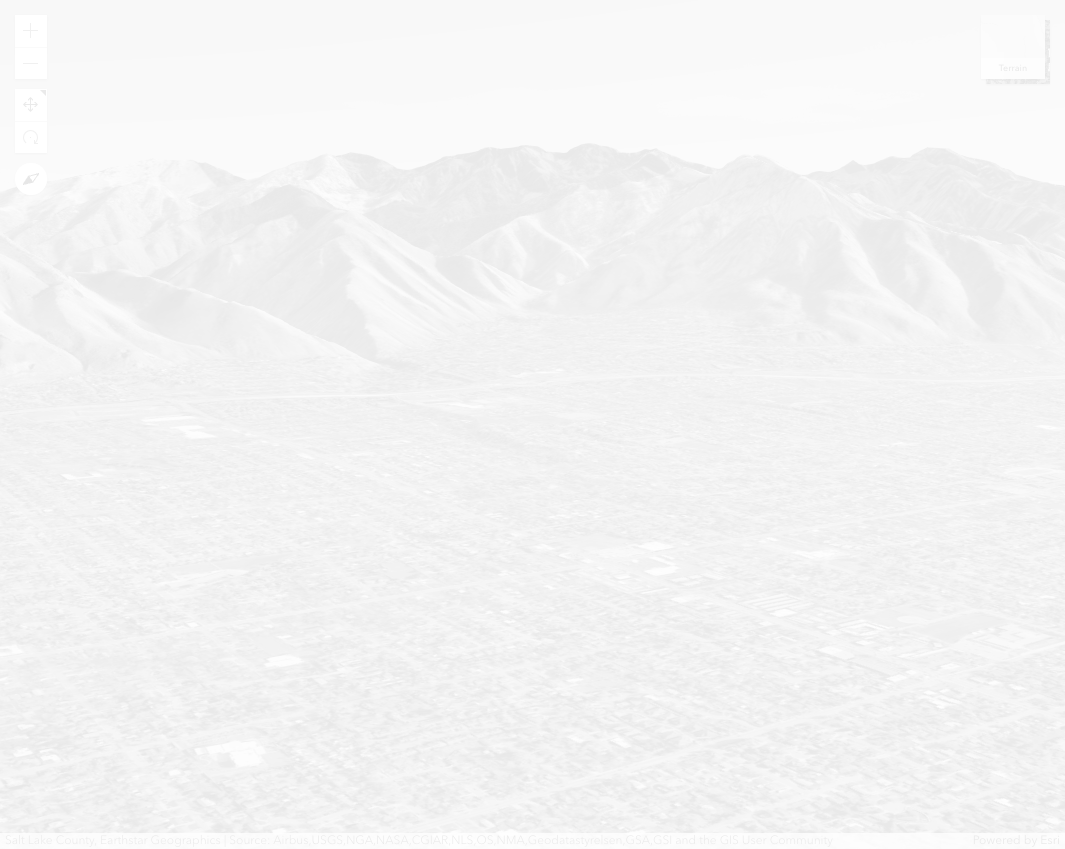 Terrain
Salt Lake County, Earthstar Geographics | Source: Airbus,USGS,NGA,NASA,CGIAR,NLS,OS,NMA,Geodatastyrelsen,GSA,GSI and the GIS User Community
Powered by Esri